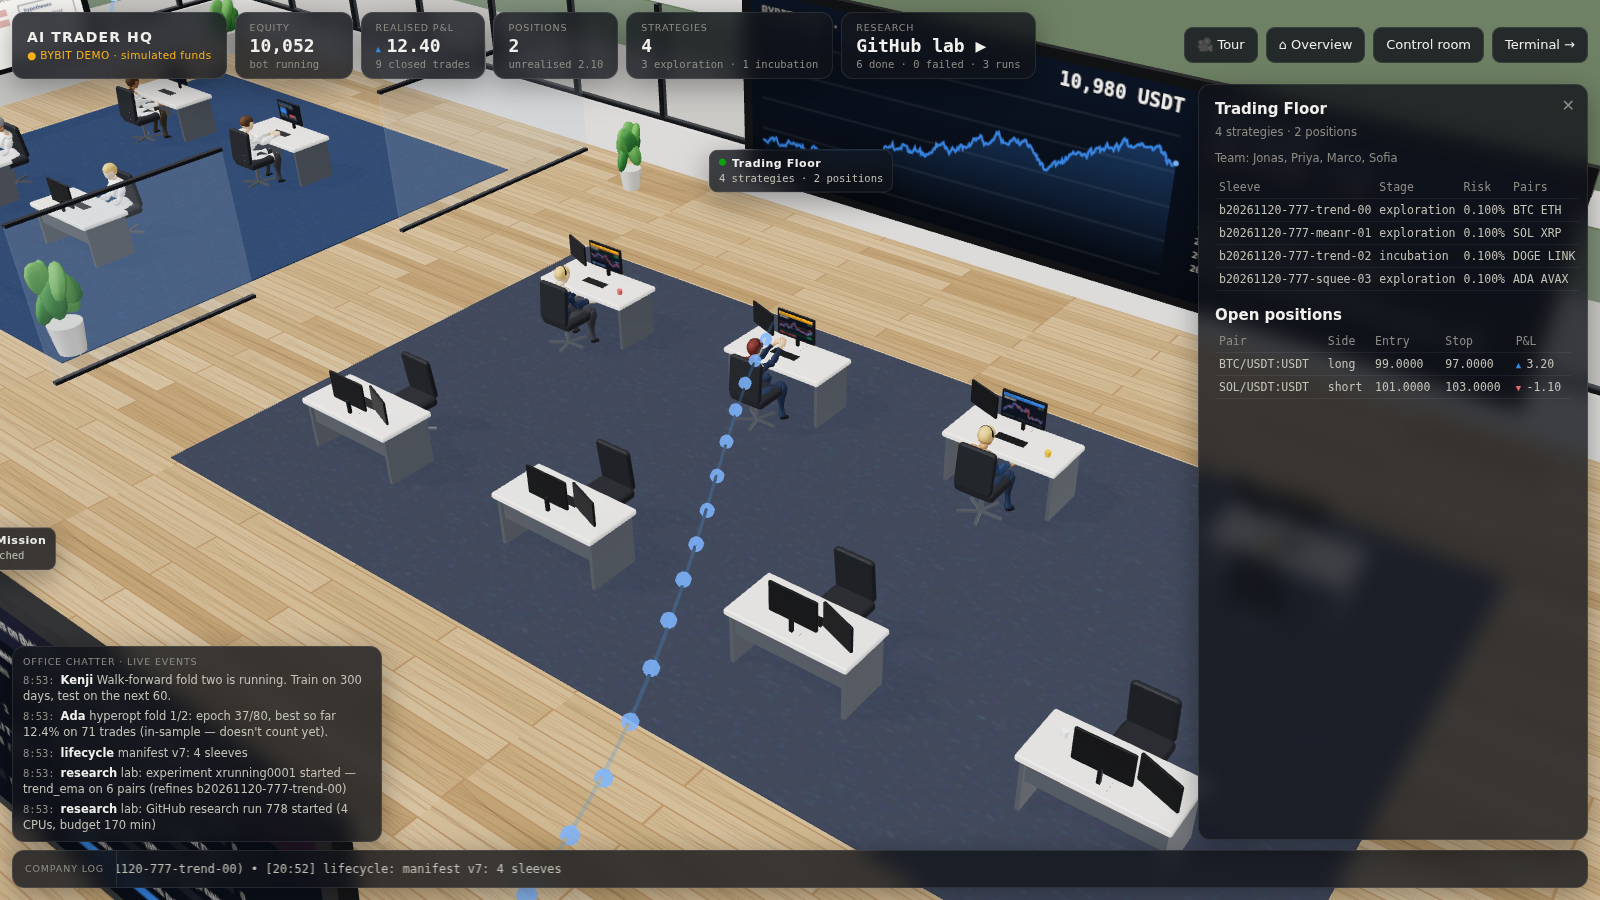 AI TRADER HQ
● BYBIT DEMO · simulated funds
EQUITY
10,052
bot running
REALISED P&L
▲ 12.40
9 closed trades
POSITIONS
2
unrealised 2.10
STRATEGIES
4
3 exploration · 1 incubation
RESEARCH
GitHub lab ▶
6 done · 0 failed · 3 runs
🎥 Tour
⌂ Overview
Control room
Terminal →
10,980 USDT
Trading Floor
4 strategies · 2 positions
Trading Floor
×
4 strategies · 2 positions
Team: Jonas, Priya, Marco, Sofia
Sleeve Stage Risk Pairs
b20261120-777-trend-00 exploration 0.100% BTC ETH
b20261120-777-meanr-01 exploration 0.100% SOL XRP
b20261120-777-trend-02 incubation 0.100% DOGE LINK
b20261120-777-squee-03 exploration 0.100% ADA AVAX
Open positions
Pair Side Entry Stop P&L
BTC/USDT:USDT long 99.0000 97.0000 ▲ 3.20
SOL/USDT:USDT short 101.0000 103.0000 ▼ -1.10
Mission
ched
OFFICE CHATTER · LIVE EVENTS
8:53: Kenji Walk-forward fold two is running. Train on 300
days, test on the next 60.
8:53: Ada hyperopt fold 1/2: epoch 37/80, best so far
12.4% on 71 trades (in-sample — doesn't count yet).
8:53: lifecycle manifest v7: 4 sleeves
8:53: research lab: experiment xrunning0001 started —
trend_ema on 6 pairs (refines b20261120-777-trend-00)
8:53: research lab: GitHub research run 778 started (4
CPUs, budget 170 min)
COMPANY LOG
1120-777-trend-00) • [20:52] lifecycle: manifest v7: 4 sleeves